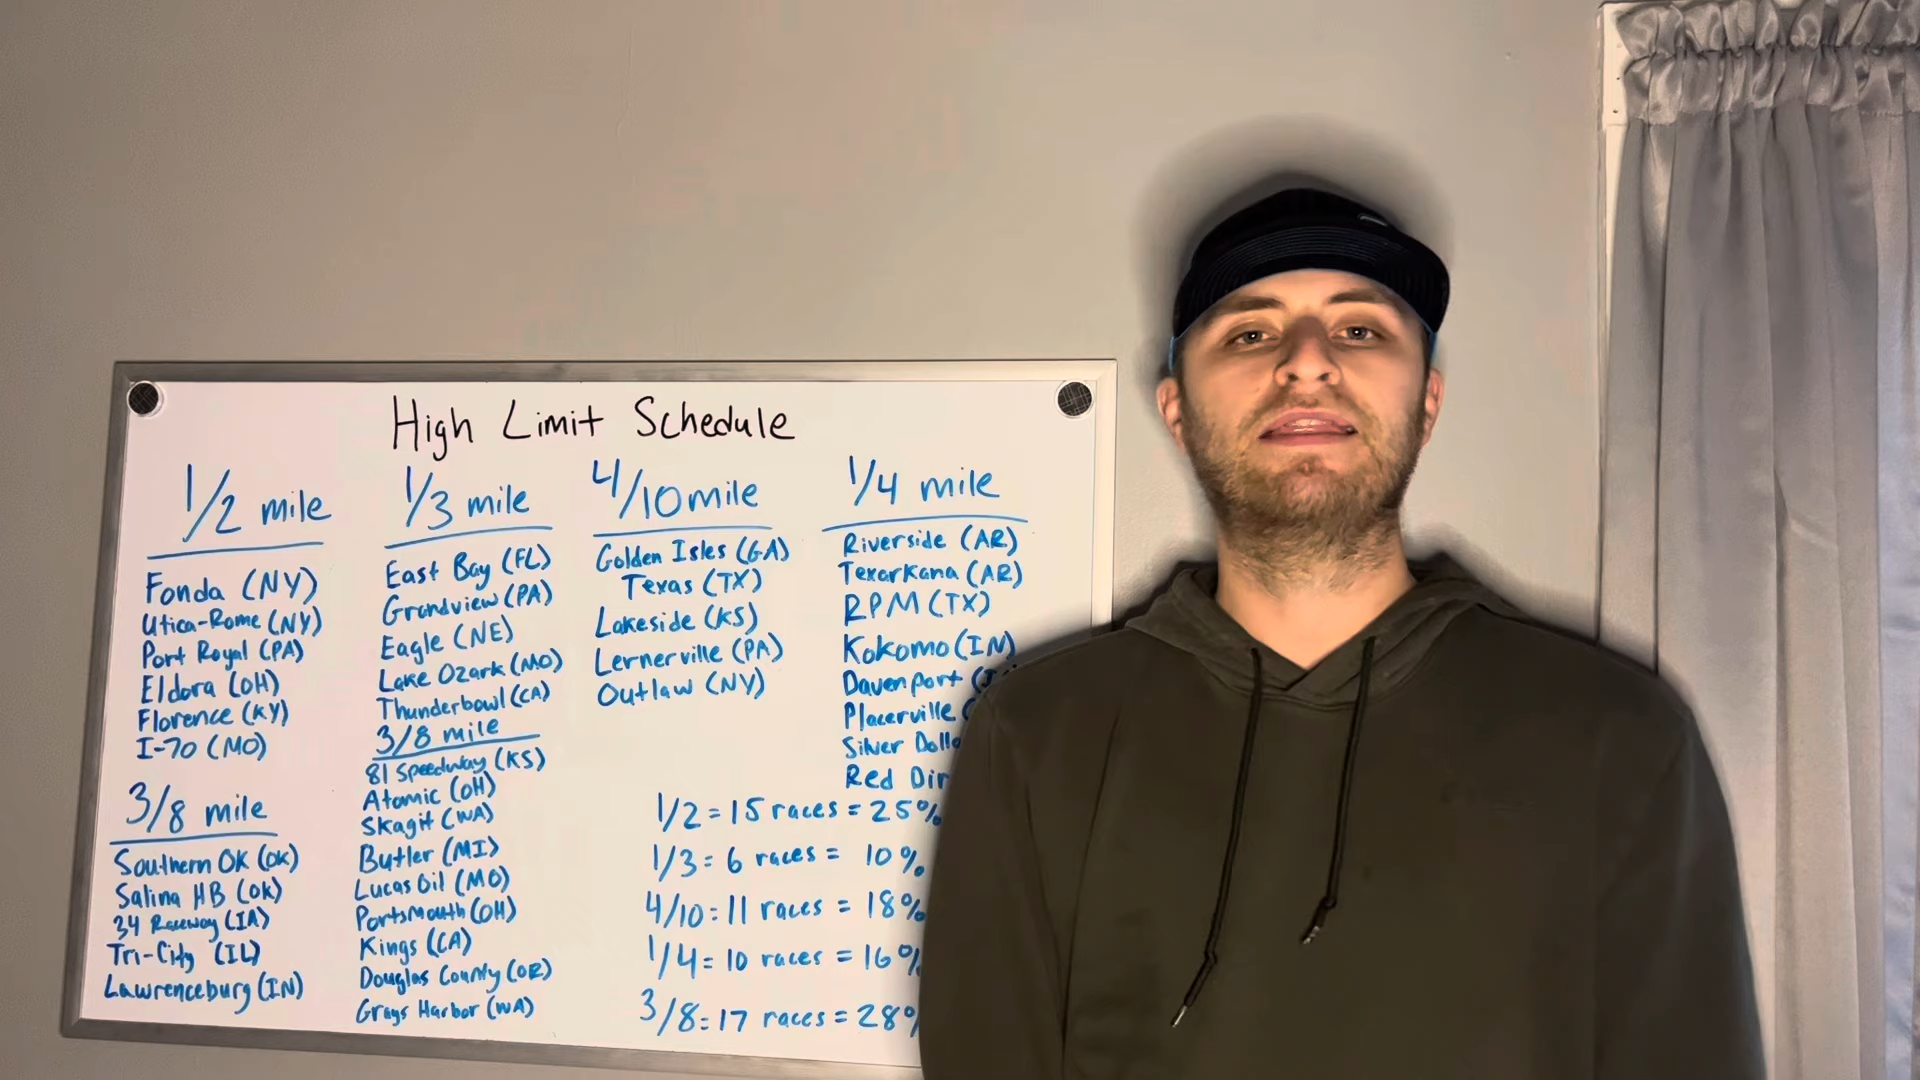 High Limit Schedule
1/2 mile
Fonda (NY)
Utica-Rome (NY)
Port Royal (PA)
Eldora (OH)
Florence (KY)
I-70 (MO)
3/8 mile
Southern OK (OK)
Salina HB (OK)
34 Raceway (IA)
Tri-City (IL)
Lawrenceburg (IN)
1/3 mile
East Bay (FL)
Grandview (PA)
Eagle (NE)
Lake Ozark (MO)
Thunderbowl (CA)
3/8 mile
81 Speedway (KS)
Atomic (OH)
Skagit (WA)
Butler (MI)
Lucas Oil (MO)
Portsmouth (OH)
Kings (CA)
Douglas County (OR)
Grays Harbor (WA)
4/10 mile
Golden Isles (GA)
Texas (TX)
Lakeside (KS)
Lernerville (PA)
Outlaw (NY)
1/4 mile
Riverside (AR)
Texarkana (AR)
RPM (TX)
Kokomo (IN)
Davenport
Placerville
Silver
Red
1/2 = 15 races = 25%
1/3 = 6 races = 10%
4/10 = 11 races = 18%
1/4 = 10 races = 16%
3/8 = 17 races = 28%